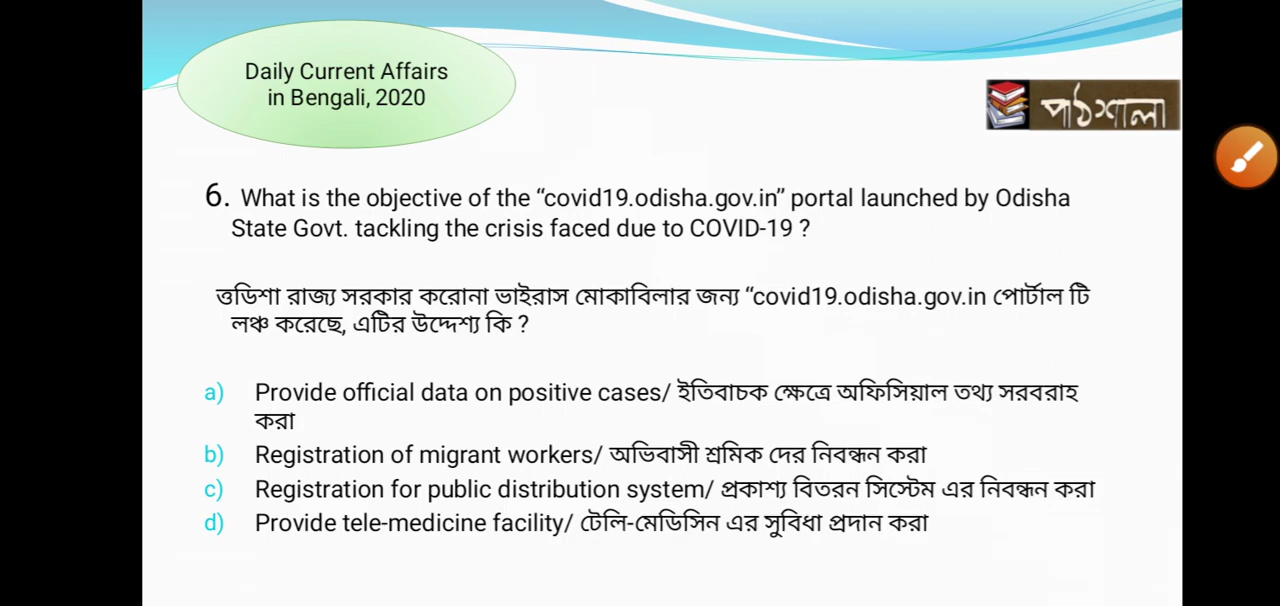 Daily Current Affairs
in Bengali, 2020
পাঠশালা
6. What is the objective of the “covid19.odisha.gov.in” portal launched by Odisha
State Govt. tackling the crisis faced due to COVID-19 ?
ত্তডিশা রাজ্য সরকার করোনা ভাইরাস মোকাবিলার জন্য “covid19.odisha.gov.in পোর্টাল টি
লঞ্চ করেছে, এটির উদ্দেশ্য কি ?
a) Provide official data on positive cases/ ইতিবাচক ক্ষেত্রে অফিসিয়াল তথ্য সরবরাহ
করা
b) Registration of migrant workers/ অভিবাসী শ্রমিক দের নিবন্ধন করা
c) Registration for public distribution system/ প্রকাশ্য বিতরন সিস্টেম এর নিবন্ধন করা
d) Provide tele-medicine facility/ টেলি-মেডিসিন এর সুবিধা প্রদান করা